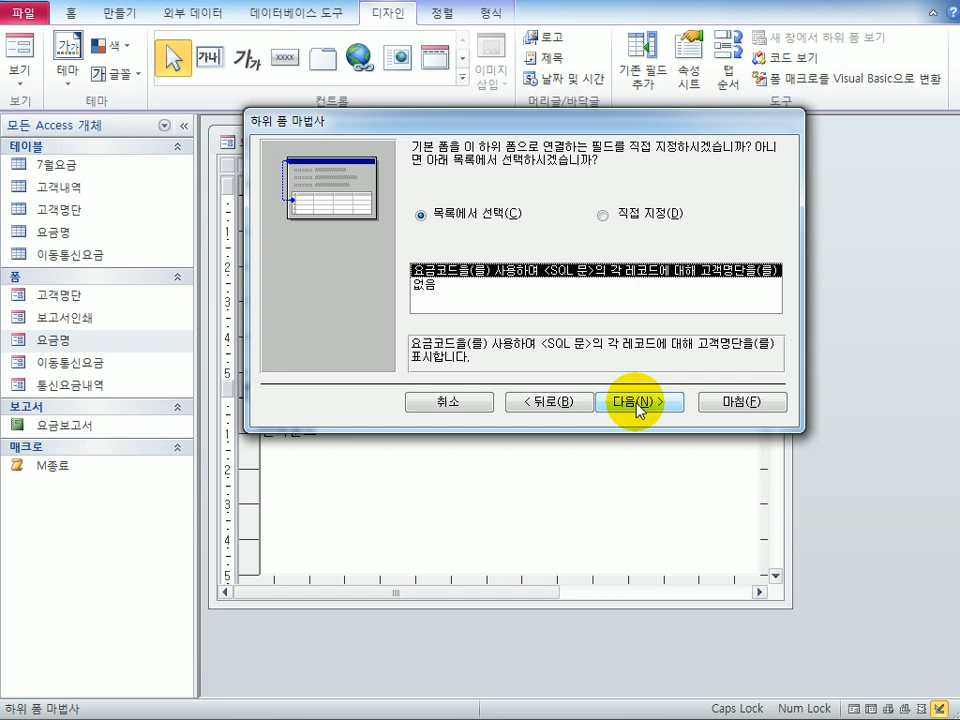 파일 홈 만들기 외부 데이터 데이터베이스 도구 디자인 정렬 형식
보기
보기
가가
테마
색
가 글꼴
테마
가내
가가
xxxx
컨트롤
이미지
삽입
로고
제목
날짜 및 시간
머리글/바닥글
기존 필드
추가
속성
시트
탭
순서
새 창에서 하위 폼 보기
코드 보기
폼 매크로를 Visual Basic으로 변환
도구
모든 Access 개체
테이블
7월요금
고객내역
고객명단
요금명
이동통신요금
폼
고객명단
보고서인쇄
요금명
이동통신요금
통신요금내역
보고서
요금보고서
매크로
M종료
하위 폼 마법사
기본 폼을 이 하위 폼으로 연결하는 필드를 직접 지정하시겠습니까? 아니
면 아래 목록에서 선택하시겠습니까?
목록에서 선택(C)
직접 지정(D)
요금코드을(를) 사용하여 <SQL 문>의 각 레코드에 대해 고객명단을(를)
없음
요금코드을(를) 사용하여 <SQL 문>의 각 레코드에 대해 고객명단을(를)
표시합니다.
취소
< 뒤로(B)
다음(N) >
마침(F)
1
2
3
4
5
1
2
3
4
5
하위 폼 마법사
Caps Lock
Num Lock